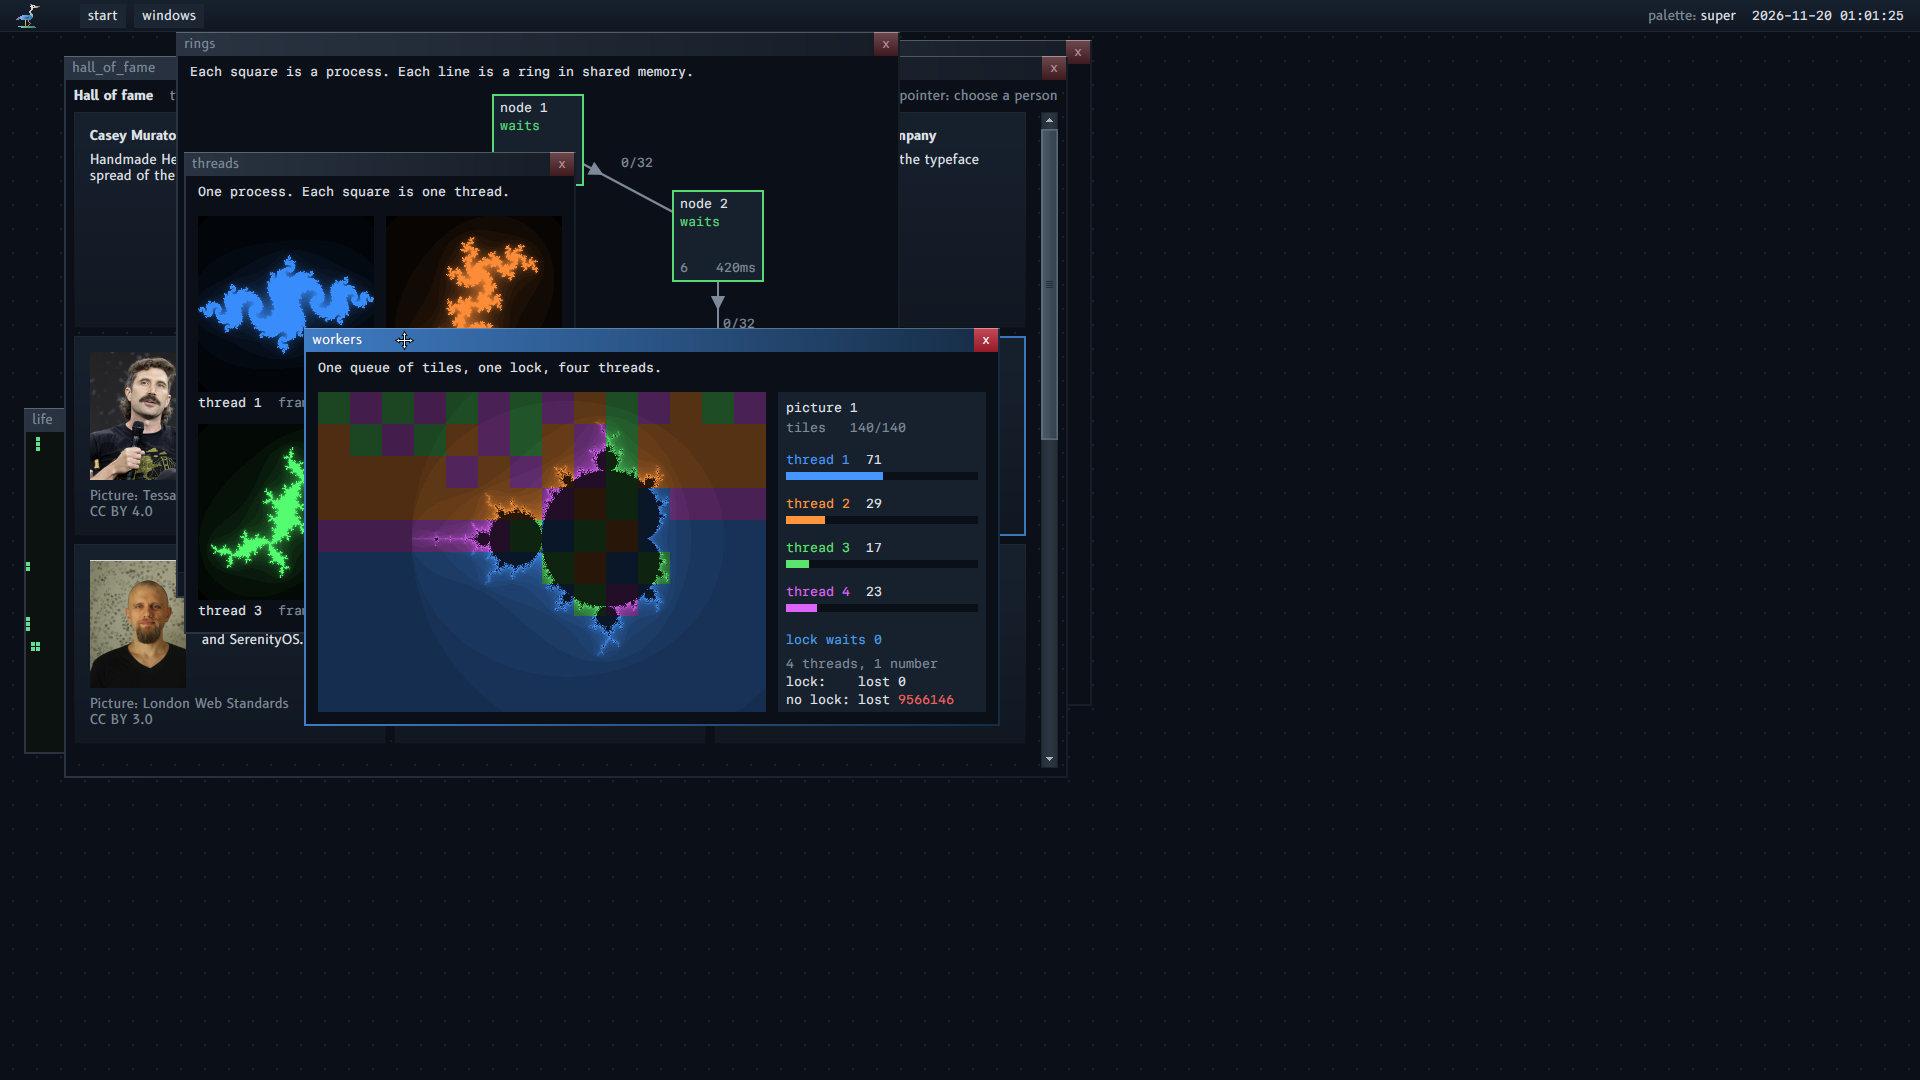 start windows palette: super 2026-11-20 01:01:25
rings x
x
hall_of_fame x
Each square is a process. Each line is a ring in shared memory.
Hall of fame pointer: choose a person
node 1
waits
Casey Murato mpany
Handmade He the typeface
spread of the
threads x
0/32
One process. Each square is one thread.
node 2
waits
6 420ms
0/32
workers x
One queue of tiles, one lock, four threads.
thread 1 fra
life
picture 1
tiles 140/140
thread 1 71
thread 2 29
thread 3 17
thread 4 23
lock waits 0
4 threads, 1 number
lock: lost 0
no lock: lost 9566146
Picture: Tessa
CC BY 4.0
thread 3 fra
and SerenityOS.
Picture: London Web Standards
CC BY 3.0